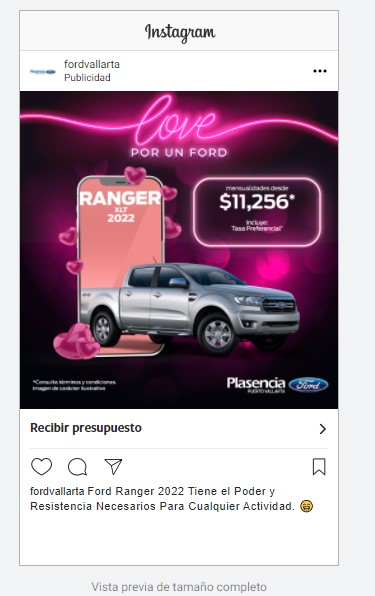 Instagram
fordvallarta
Publicidad
love
POR UN FORD
RANGER
XLT
2022
mensualidades desde
$11,256*
Incluye:
Tasa Preferencial*
*Consulta términos y condiciones.
Imagen de carácter ilustrativo
Plasencia Ford
PUERTO VALLARTA
Recibir presupuesto
fordvallarta Ford Ranger 2022 Tiene el Poder y
Resistencia Necesarios Para Cualquier Actividad. 😁
Vista previa de tamaño completo